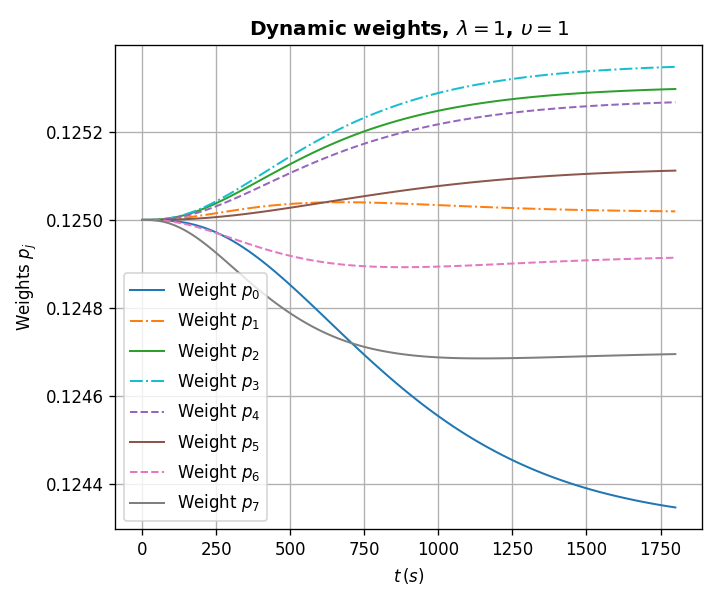 Dynamic weights, λ = 1, υ = 1
Weights p_j
0.1252
0.1250
0.1248
0.1246
0.1244
Weight p_0
Weight p_1
Weight p_2
Weight p_3
Weight p_4
Weight p_5
Weight p_6
Weight p_7
0 250 500 750 1000 1250 1500 1750
t (s)